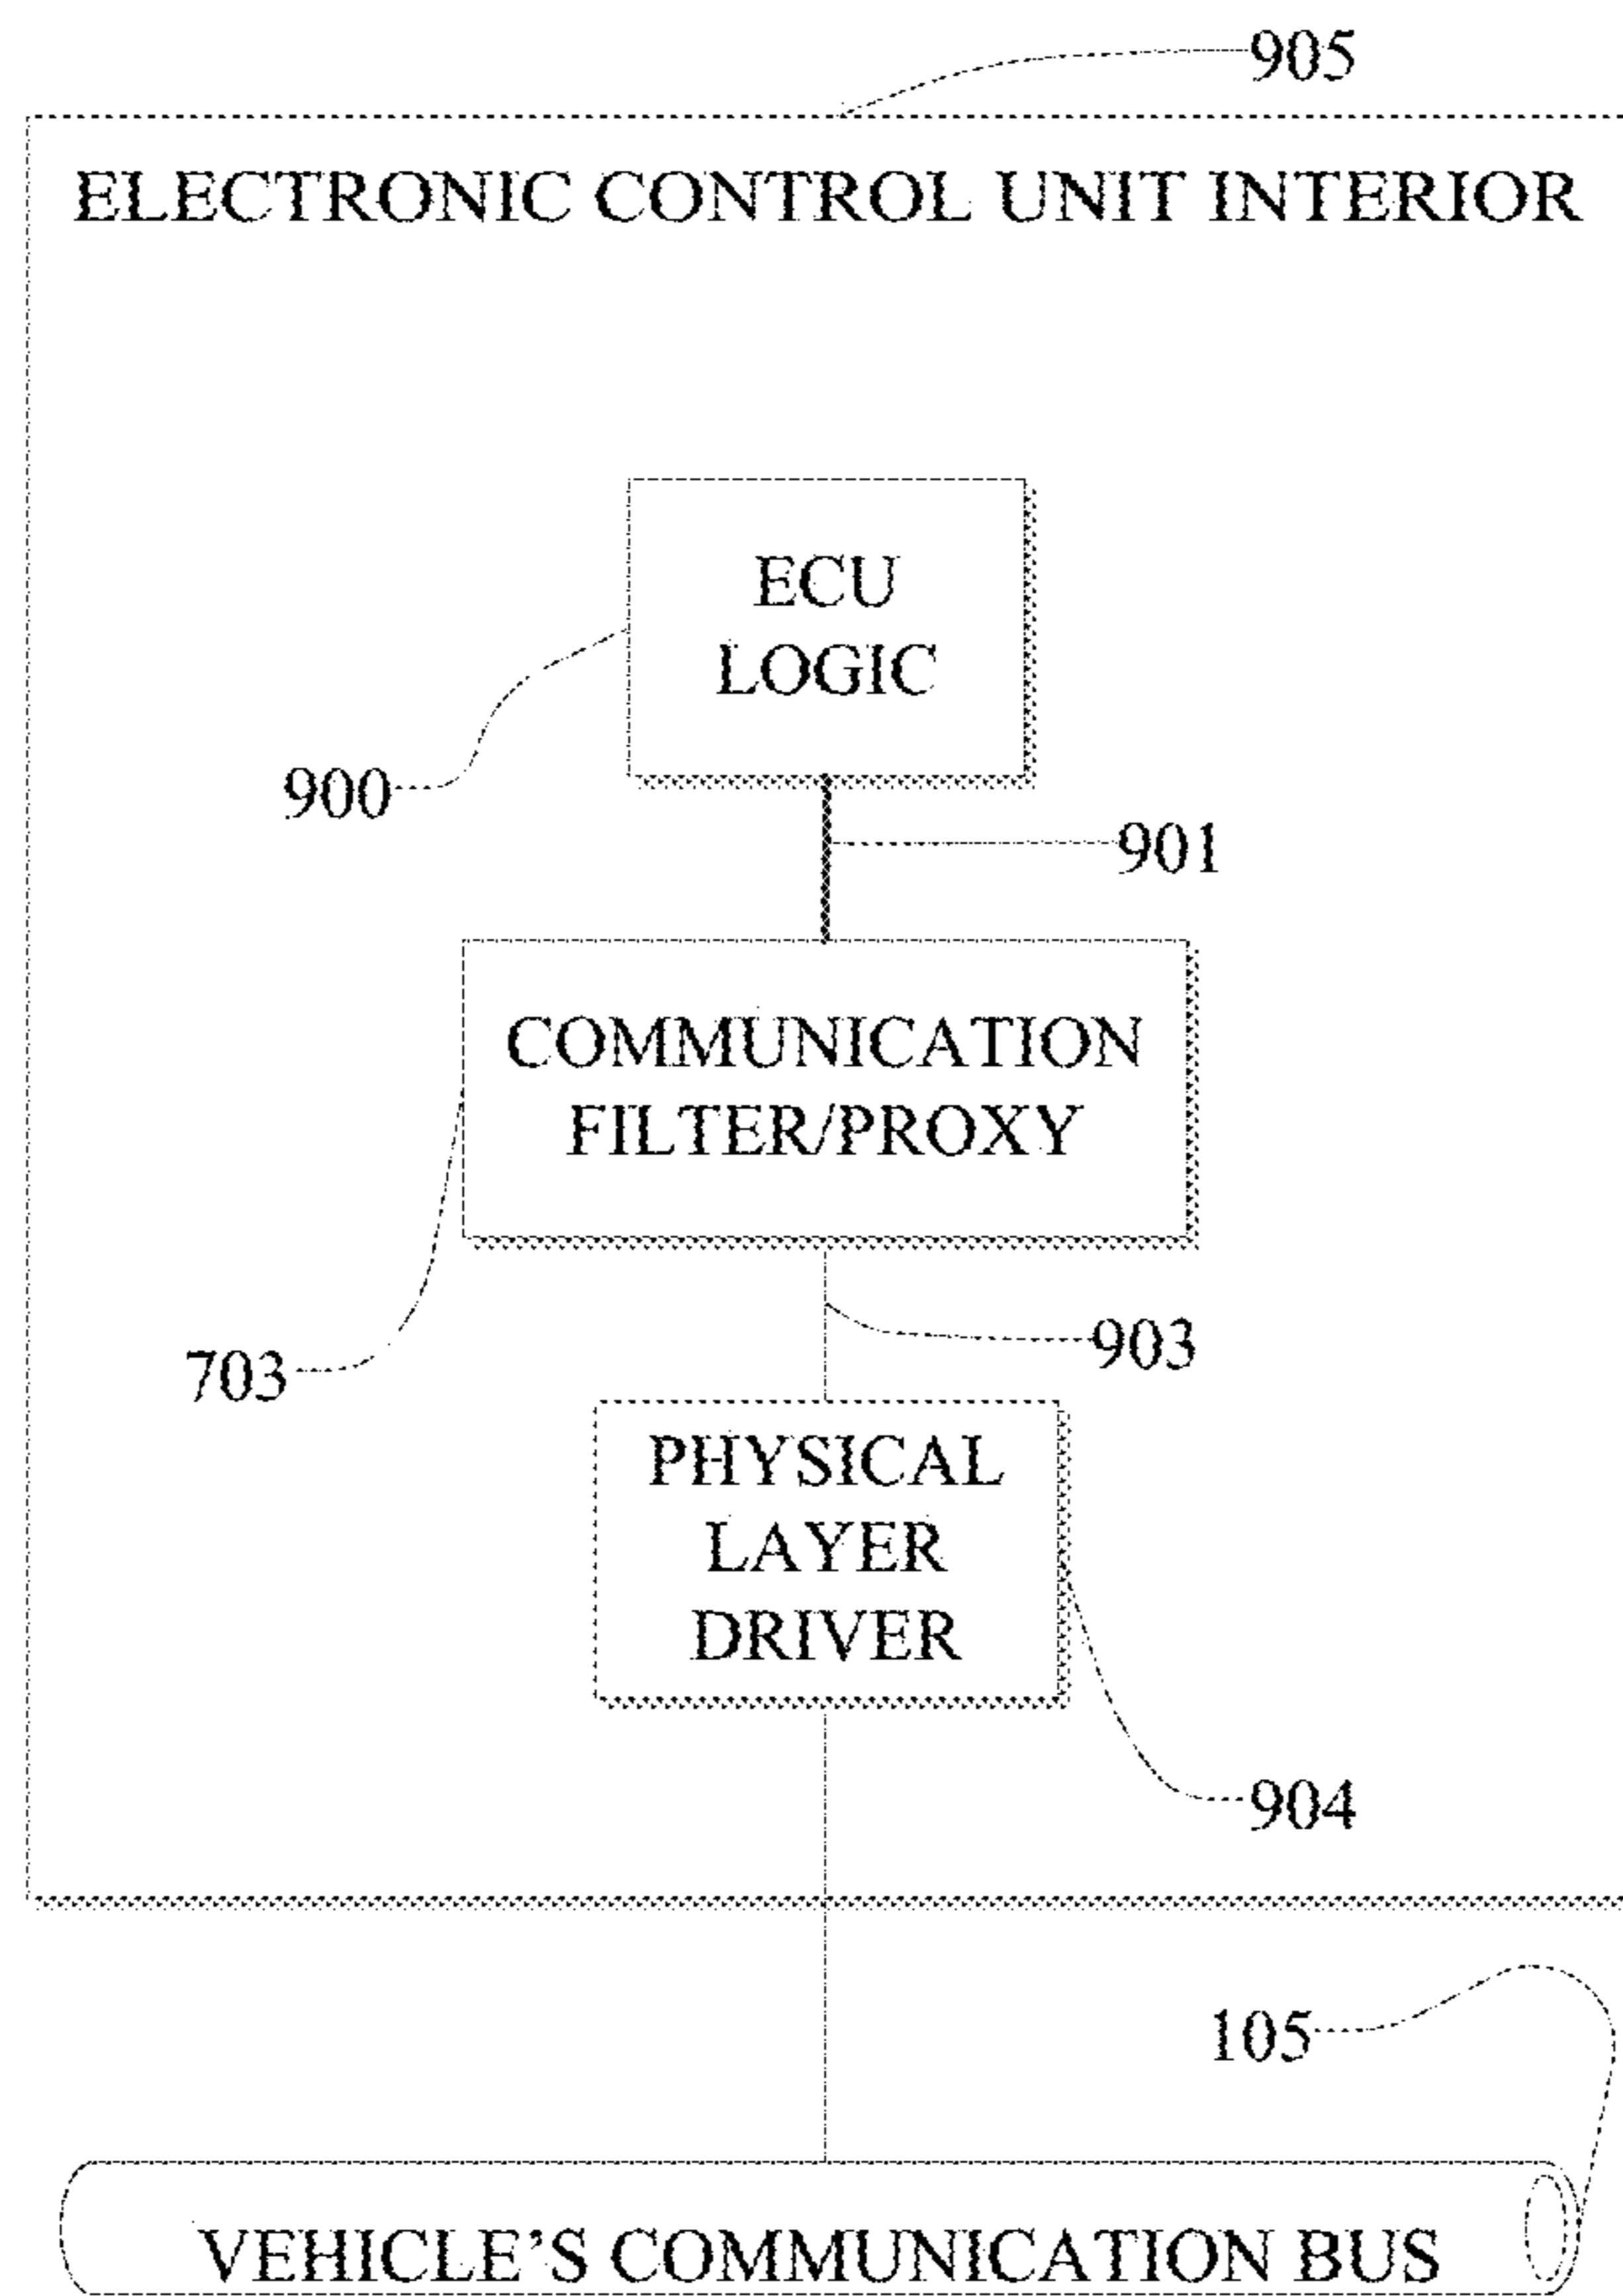 905
ELECTRONIC CONTROL UNIT INTERIOR
ECU
LOGIC
900
901
COMMUNICATION
FILTER/PROXY
903
703
PHYSICAL
LAYER
DRIVER
904
105
VEHICLE'S COMMUNICATION BUS